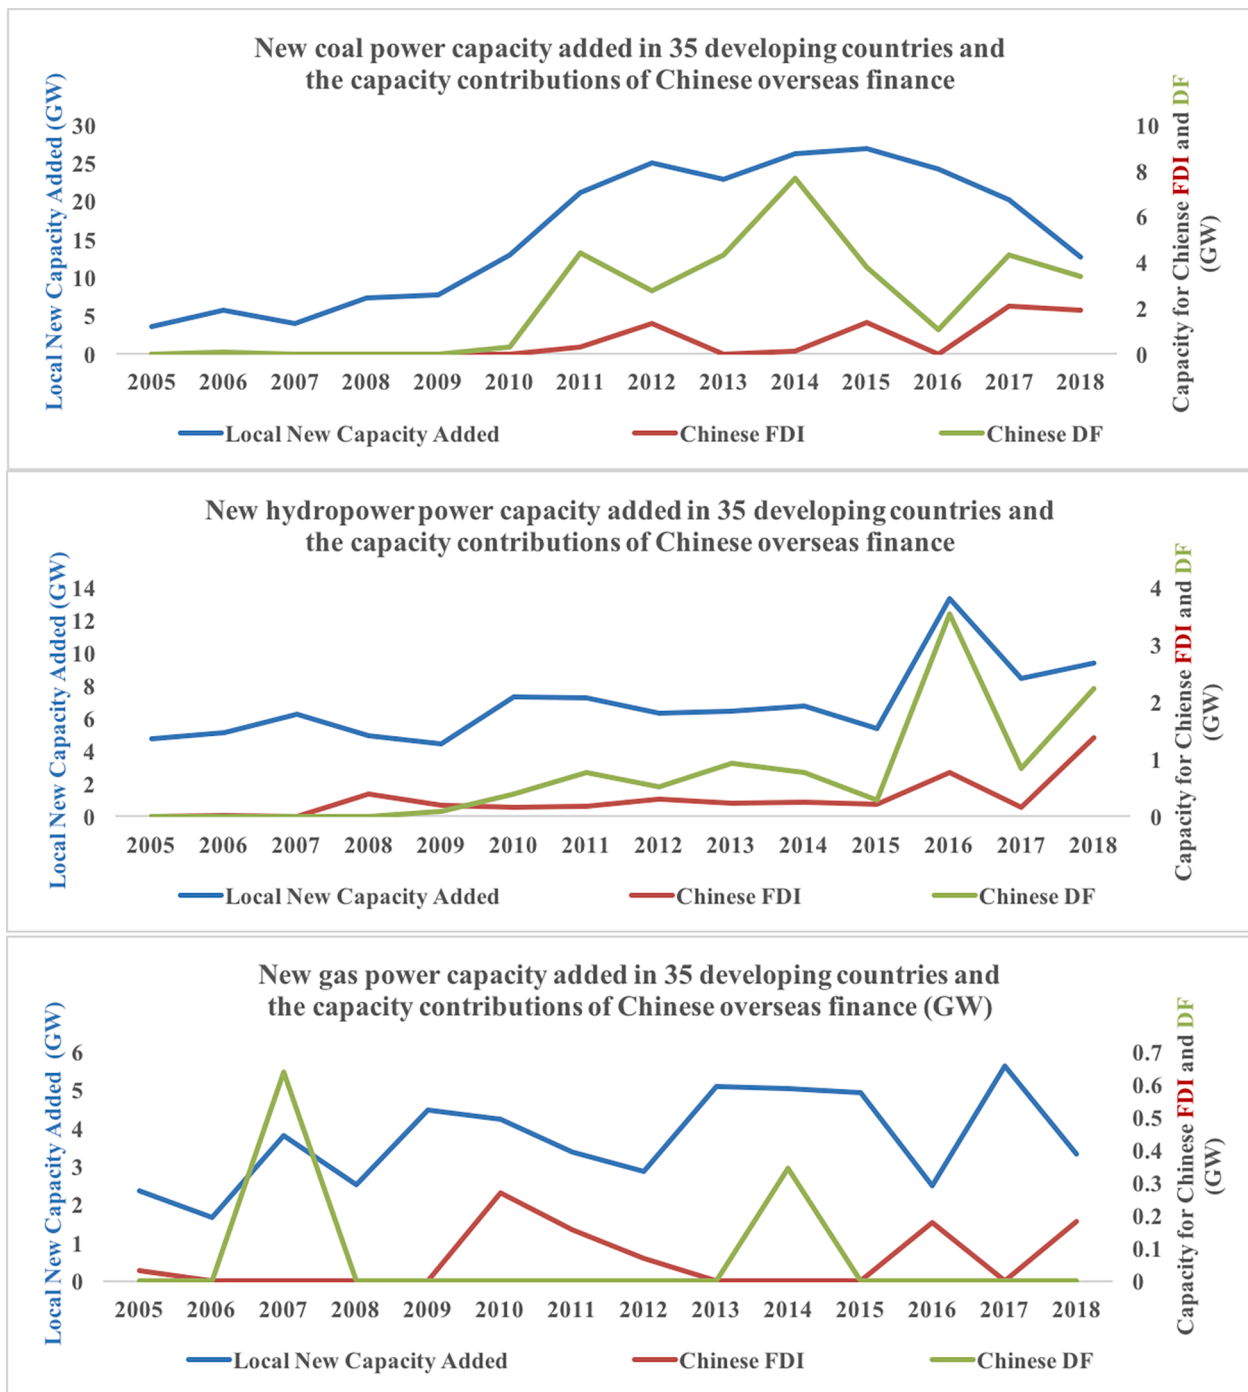 New coal power capacity added in 35 developing countries and
the capacity contributions of Chinese overseas finance
Local New Capacity Added (GW)
30
25
20
15
10
5
0
10
8
6
4
2
0
Capacity for Chiense FDI and DF
(GW)
2005 2006 2007 2008 2009 2010 2011 2012 2013 2014 2015 2016 2017 2018
Local New Capacity Added Chinese FDI Chinese DF
New hydropower power capacity added in 35 developing countries and
the capacity contributions of Chinese overseas finance
Local New Capacity Added (GW
14
12
10
8
6
4
2
0
4
3
2
1
0
Capacity for Chiense FDI and DF
(GW)
2005 2006 2007 2008 2009 2010 2011 2012 2013 2014 2015 2016 2017 2018
Local New Capacity Added Chinese FDI Chinese DF
New gas power capacity added in 35 developing countries and
the capacity contributions of Chinese overseas finance (GW)
Local New Capacity Added (GW)
6
5
4
3
2
1
0
0.7
0.6
0.5
0.4
0.3
0.2
0.1
0
Capacity for Chinese FDI and DF
(GW)
2005 2006 2007 2008 2009 2010 2011 2012 2013 2014 2015 2016 2017 2018
Local New Capacity Added Chinese FDI Chinese DF